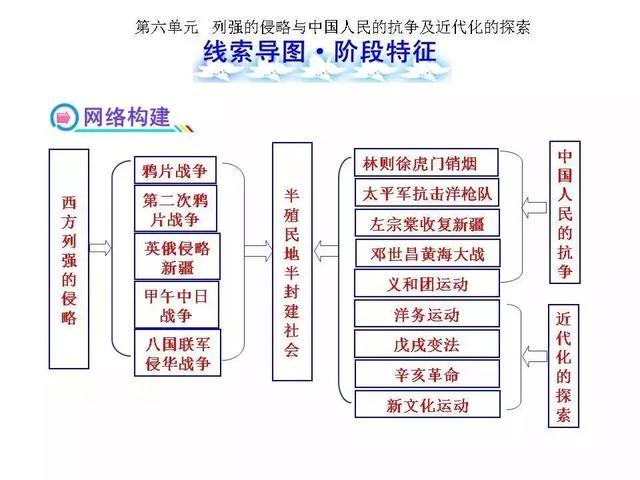 第六单元 列强的侵略与中国人民的抗争及近代化的探索
线索导图·阶段特征
网络构建
西方列强的侵略
鸦片战争
第二次鸦
片战争
英俄侵略
新疆
甲午中日
战争
八国联军
侵华战争
半殖民地半封建社会
林则徐虎门销烟
太平军抗击洋枪队
左宗棠收复新疆
邓世昌黄海大战
义和团运动
洋务运动
戊戌变法
辛亥革命
新文化运动
中国人民的抗争
近代化的探索